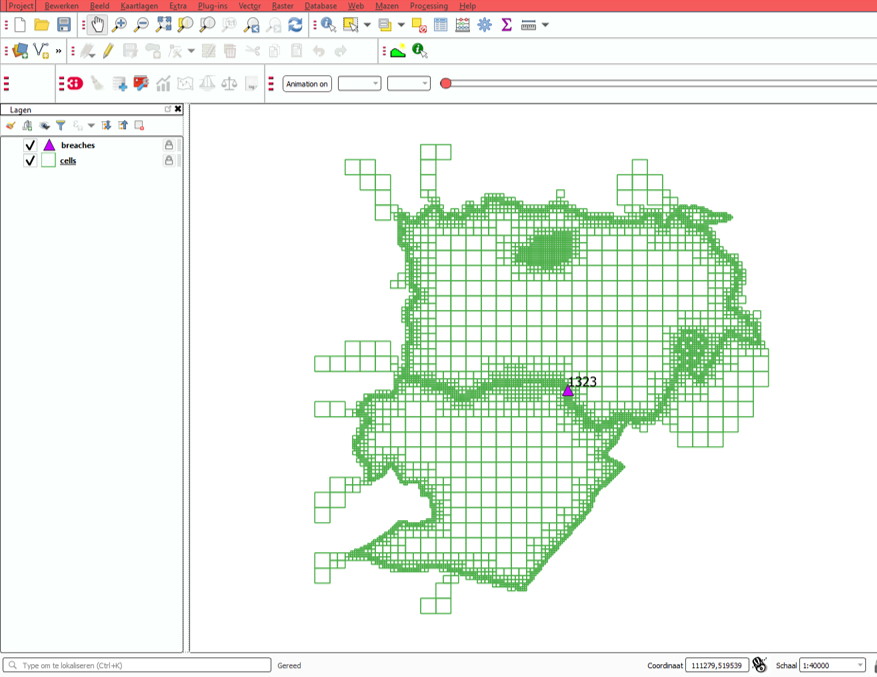 Project Bewerken Beeld Kaartlagen Extra Plug-ins Vector Raster Database Web Mazen Processing Help
Animation on
Lagen
breaches
cells
1323
Type om te lokaliseren (Ctrl+K) Gereed Coordinaat 111279,519539 Schaal 1:40000